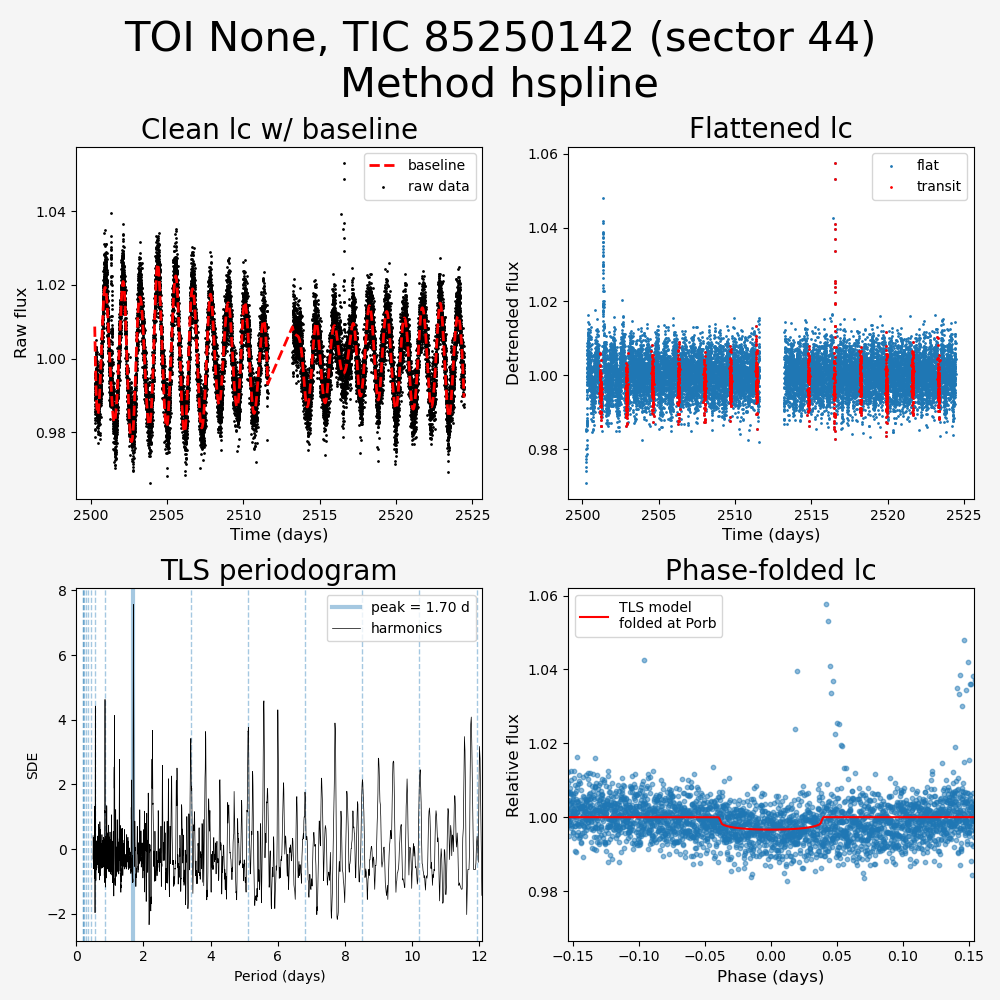 TOI None, TIC 85250142 (sector 44)
Method hspline
Clean lc w/ baseline
baseline
raw data
Raw flux
1.04
1.02
1.00
0.98
2500 2505 2510 2515 2520 2525
Time (days)
Flattened lc
flat
transit
Detrended flux
1.06
1.04
1.02
1.00
0.98
2500 2505 2510 2515 2520 2525
Time (days)
TLS periodogram
peak = 1.70 d
harmonics
SDE
8
6
4
2
0
−2
0 2 4 6 8 10 12
Period (days)
Phase-folded lc
TLS model
folded at Porb
Relative flux
1.06
1.04
1.02
1.00
0.98
−0.15 −0.10 −0.05 0.00 0.05 0.10 0.15
Phase (days)